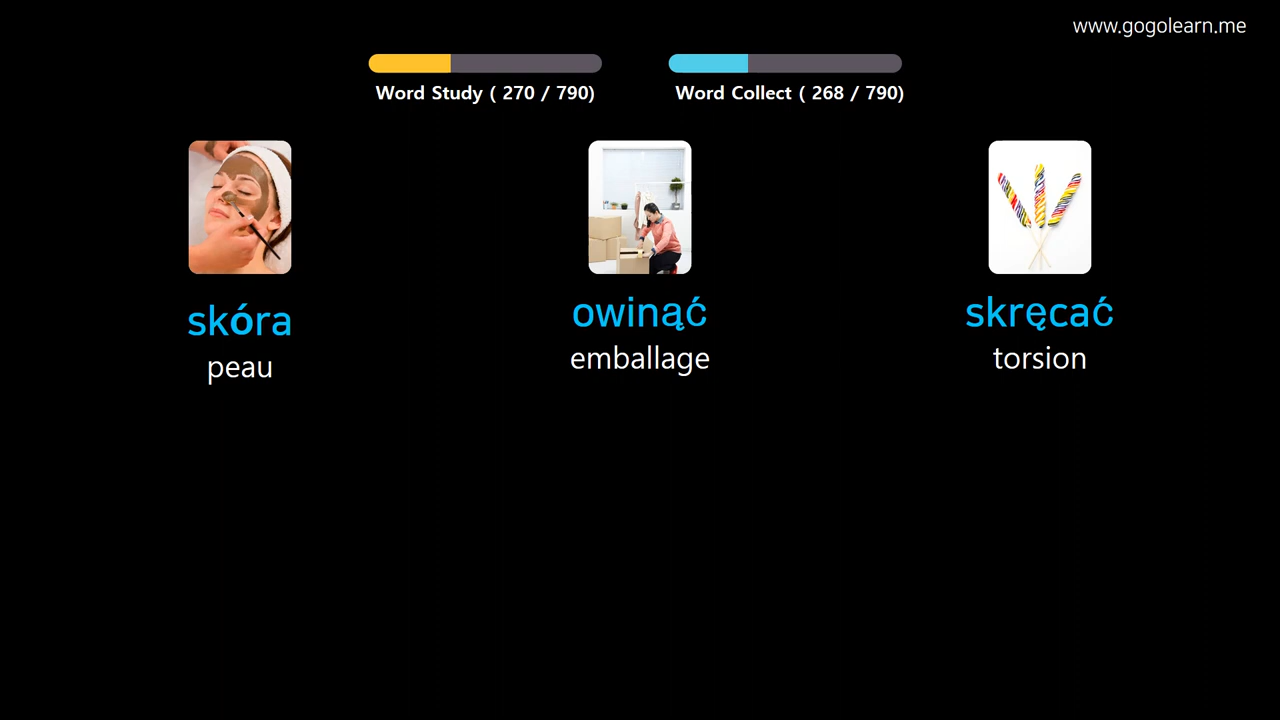 www.gogolearn.me
Word Study ( 270 / 790)
Word Collect ( 268 / 790)
skóra
peau
owinąć
emballage
skręcać
torsion